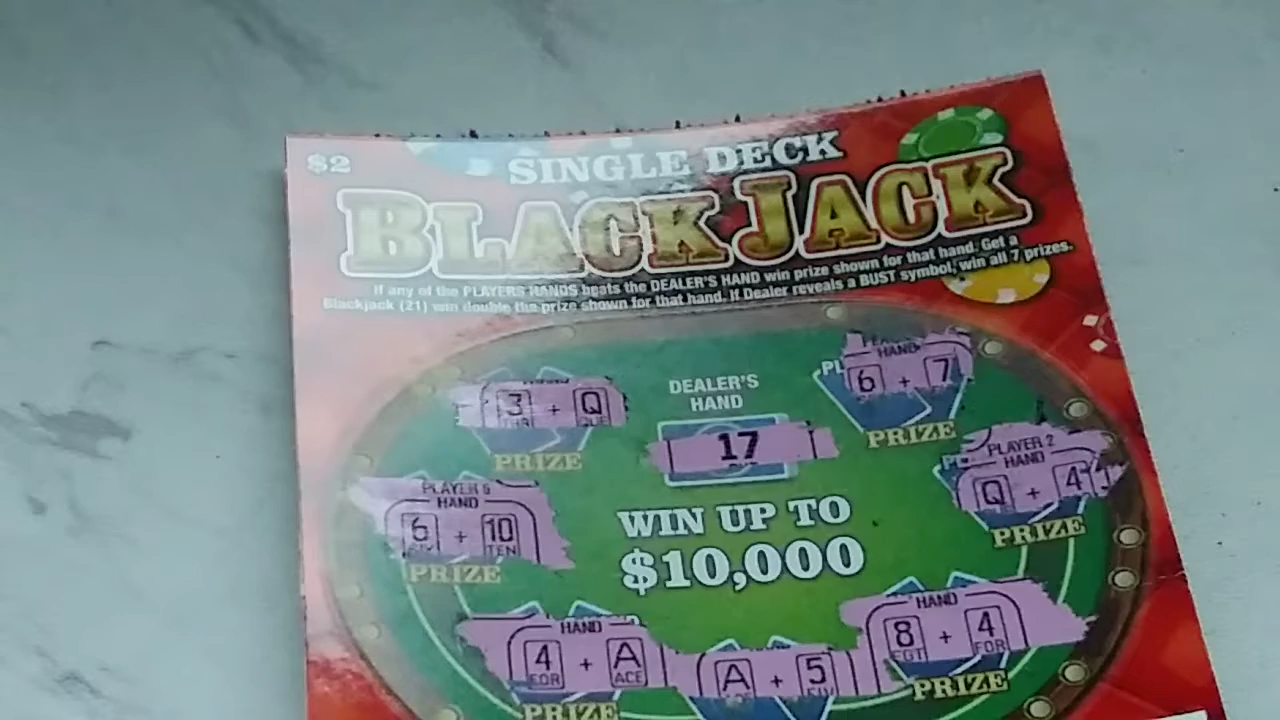 $2
SINGLE DECK
BLACKJACK
If any of the PLAYERS HANDS beats the DEALER'S HAND win prize shown for that hand. Get a
Blackjack (21) win double the prize shown for that hand. If Dealer reveals a BUST symbol, win all 7 prizes.
HAND
3 + Q
PRIZE
DEALER'S
HAND
17
HAND
6 + 7
PRIZE
PLAYER 6
HAND
6 + 10
TEN
PRIZE
PLAYER 2
HAND
Q + 4
PRIZE
WIN UP TO
$10,000
HAND
4 + A
FOR ACE
PRIZE
A + 5
HAND
8 + 4
EGT FOR
PRIZE